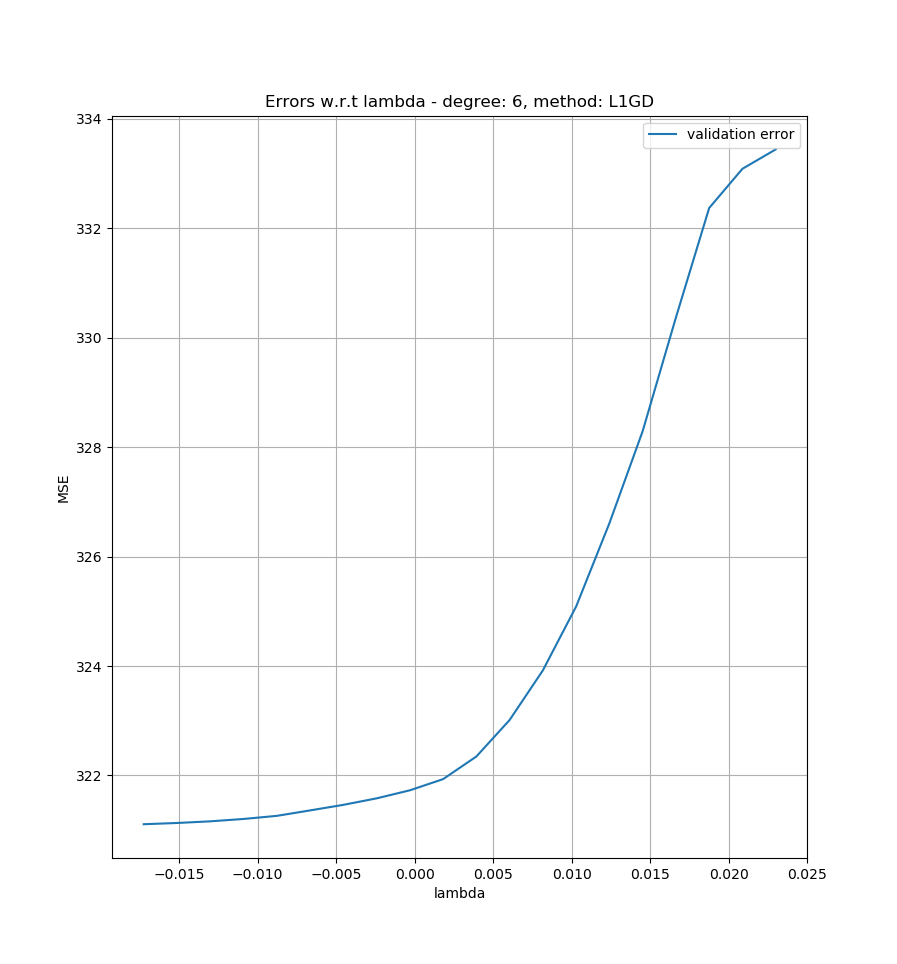 Errors w.r.t lambda - degree: 6, method: L1GD
validation error
334
332
330
328
326
324
322
MSE
−0.015 −0.010 −0.005 0.000 0.005 0.010 0.015 0.020 0.025
lambda